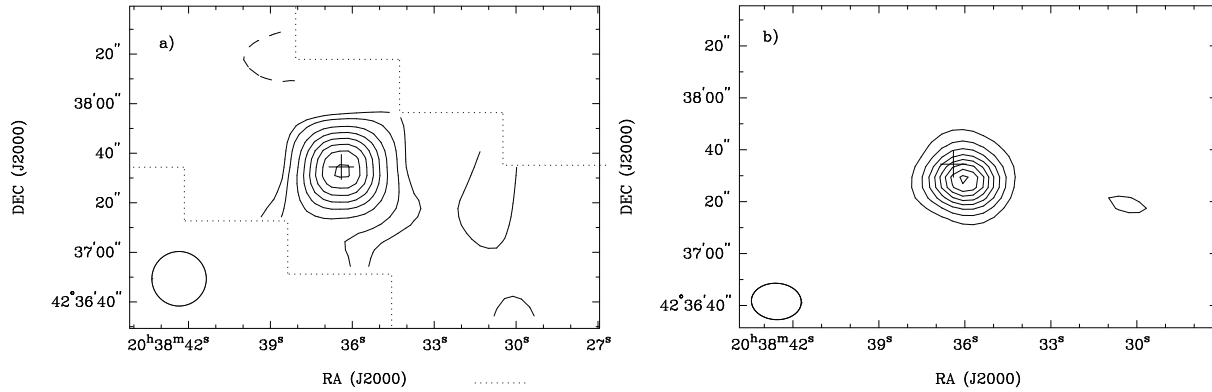 a)
DEC (J2000)
20"
38'00"
40"
20"
37'00"
42°36'40"
20ʰ38ᵐ42ˢ
39ˢ
36ˢ
33ˢ
30ˢ
27ˢ
RA (J2000)
b)
DEC (J2000)
20"
38'00"
40"
20"
37'00"
42°36'40"
20ʰ38ᵐ42ˢ
39ˢ
36ˢ
33ˢ
30ˢ
RA (J2000)